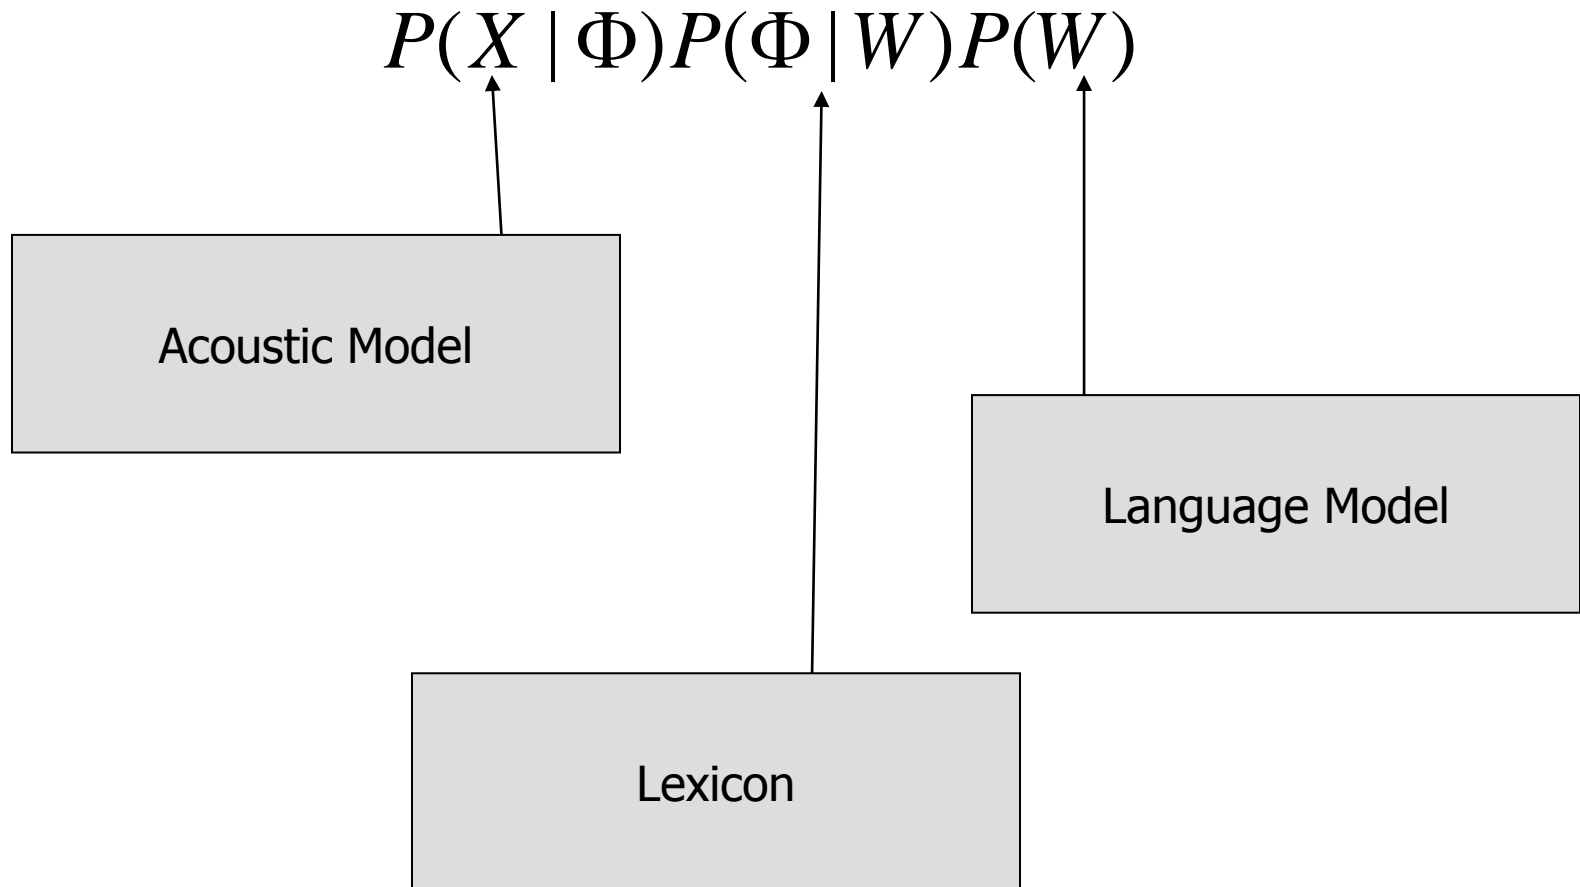 P(X | Φ)P(Φ | W)P(W)
Acoustic Model
Language Model
Lexicon